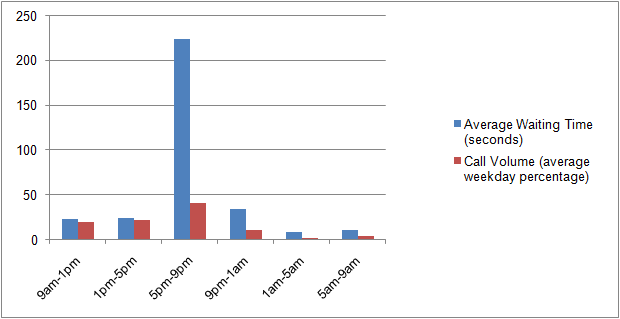 250
200
150
100
50
0
9am-1pm
1pm-5pm
5pm-9pm
9pm-1am
1am-5am
5am-9am
Average Waiting Time
(seconds)
Call Volume (average
weekday percentage)